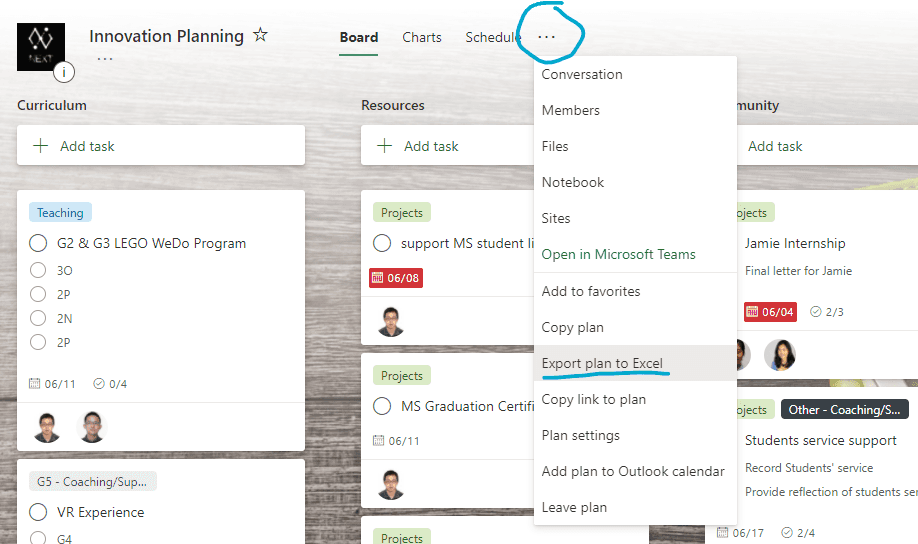 NEXT
Innovation Planning
Board Charts Schedule
Curriculum
Add task
Teaching
G2 & G3 LEGO WeDo Program
3O
2P
2N
2P
06/11 0/4
G5 - Coaching/Sup...
VR Experience
G4
Resources
Add task
Projects
support MS student li
06/08
Projects
MS Graduation Certifi
06/11
Projects
Conversation
Members
Files
Notebook
Sites
Open in Microsoft Teams
Add to favorites
Copy plan
Export plan to Excel
Copy link to plan
Plan settings
Add plan to Outlook calendar
Leave plan
munity
Add task
ojects
Jamie Internship
Final letter for Jamie
06/04 2/3
ojects Other - Coaching/S...
Students service support
Record Students' service
Provide reflection of students se
06/17 2/4